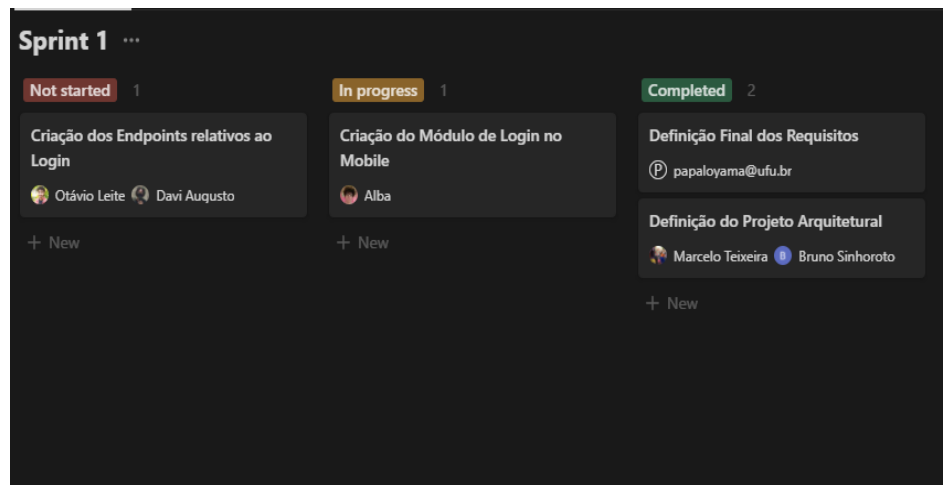 Sprint 1 ...
Not started 1
Criação dos Endpoints relativos ao
Login
Otávio Leite Davi Augusto
+ New
In progress 1
Criação do Módulo de Login no
Mobile
Alba
+ New
Completed 2
Definição Final dos Requisitos
P papaloyama@ufu.br
Definição do Projeto Arquitetural
Marcelo Teixeira B Bruno Sinhoroto
+ New